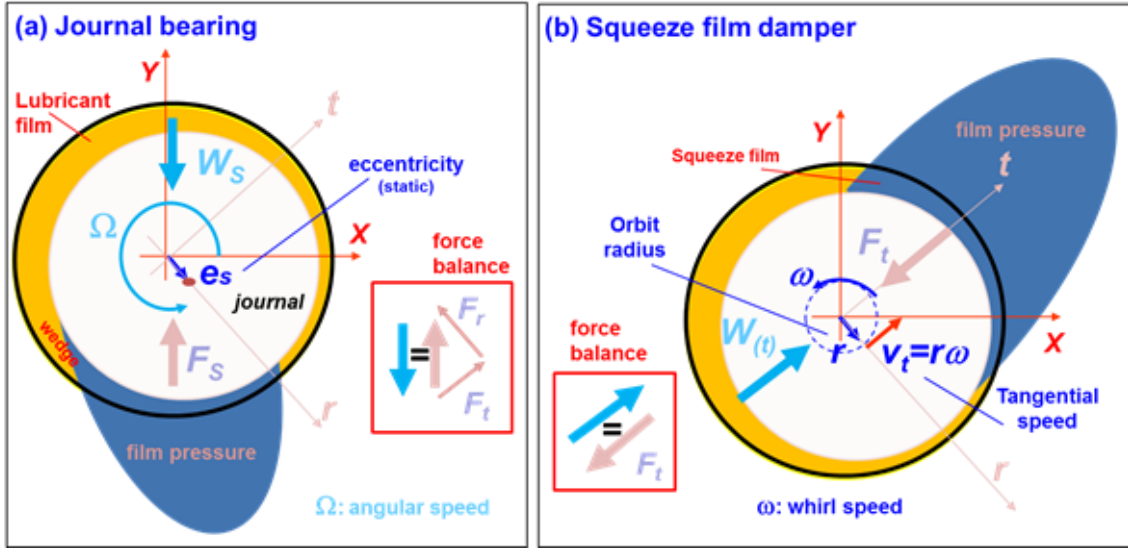 (a) Journal bearing
Y
Lubricant
film
t
W_S
eccentricity
(static)
Ω
X
e_s
force
balance
journal
wedge
F_S
F_r
=
F_t
r
film pressure
Ω: angular speed
(b) Squeeze film damper
Y
film pressure
Squeeze film
t
Orbit
radius
F_t
ω
X
force
balance
W_(t)
r
v_t=rω
Tangential
speed
=
F_t
r
ω: whirl speed